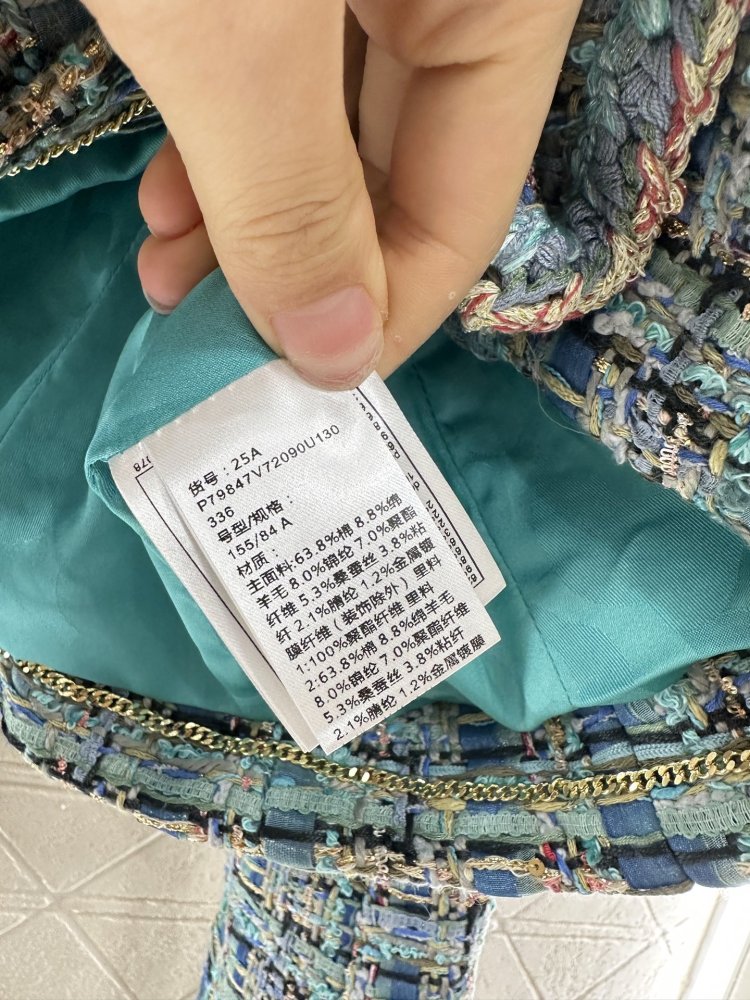 货号：25A
P79847V72090U130
336
号型/规格：
155/84 A
材质：
主面料:63.8%棉 8.8%绵
羊毛 8.0%锦纶 7.0%聚酯
纤维 5.3%桑蚕丝 3.8%粘
纤 2.1%腈纶 1.2%金属镀
膜纤维（装饰除外）里料
1:100%聚酯纤维 里料
2:63.8%棉 8.8%绵羊毛
8.0%锦纶 7.0%聚酯纤维
5.3%桑蚕丝 3.8%粘纤
2.1%腈纶 1.2%金属镀膜